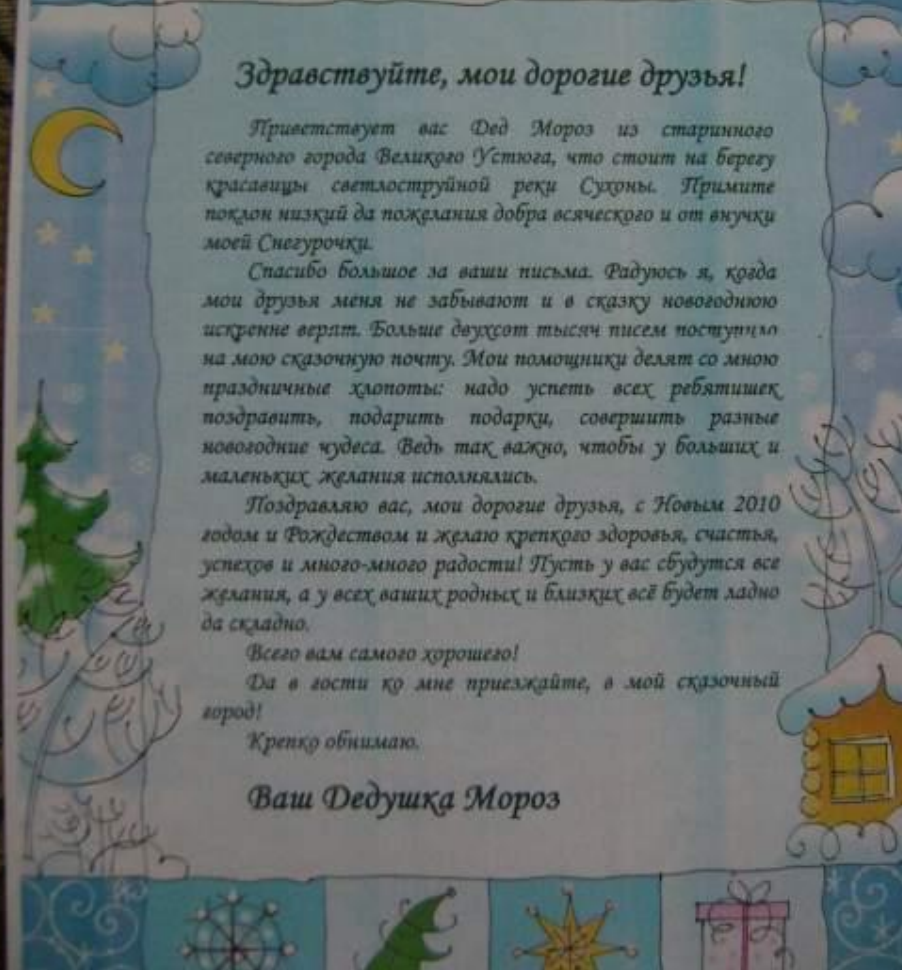 Здравствуйте, мои дорогие друзья!
Приветствует вас Дед Мороз из старинного
северного города Великого Устюга, что стоит на берегу
красавицы светлоструйной реки Сухоны. Примите
поклон низкий да пожелания добра всяческого и от внучки
моей Снегурочки.
Спасибо большое за ваши письма. Радуюсь я, когда
мои друзья меня не забывают и в сказку новогоднюю
искренне верят. Больше двухсот тысяч писем поступило
на мою сказочную почту. Мои помощники делят со мною
праздничные хлопоты: надо успеть всех ребятишек
поздравить, подарить подарки, совершить разные
новогодние чудеса. Ведь так важно, чтобы у больших и
маленьких желания исполнялись.
Поздравляю вас, мои дорогие друзья, с Новым 2010
годом и Рождеством и желаю крепкого здоровья, счастья,
успехов и много-много радости! Пусть у вас сбудутся все
желания, а у всех ваших родных и близких всё будет ладно
да складно.
Всего вам самого хорошего!
Да в гости ко мне приезжайте, в мой сказочный
город!
Крепко обнимаю.
Ваш Дедушка Мороз